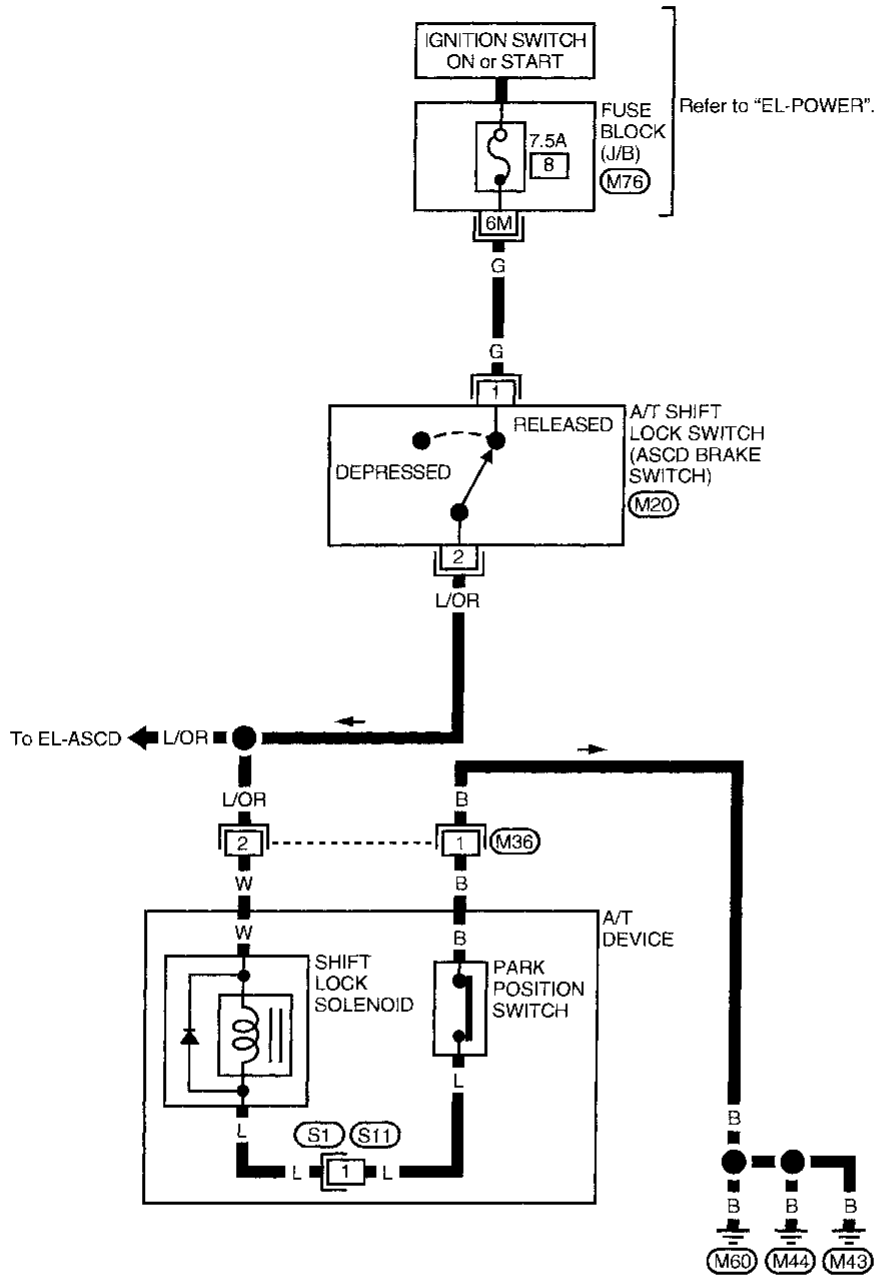 IGNITION SWITCH
ON or START
Refer to "EL-POWER".
FUSE
BLOCK
(J/B)
M76
7.5A
8
6M
G
G
1
RELEASED
DEPRESSED
A/T SHIFT
LOCK SWITCH
(ASCD BRAKE
SWITCH)
M20
2
L/OR
To EL-ASCD
L/OR
L/OR
B
2
1
M36
W
B
A/T
DEVICE
W
B
SHIFT
LOCK
SOLENOID
PARK
POSITION
SWITCH
L
L
S1
S11
L
1
L
B
B
B
B
M60
M44
M43